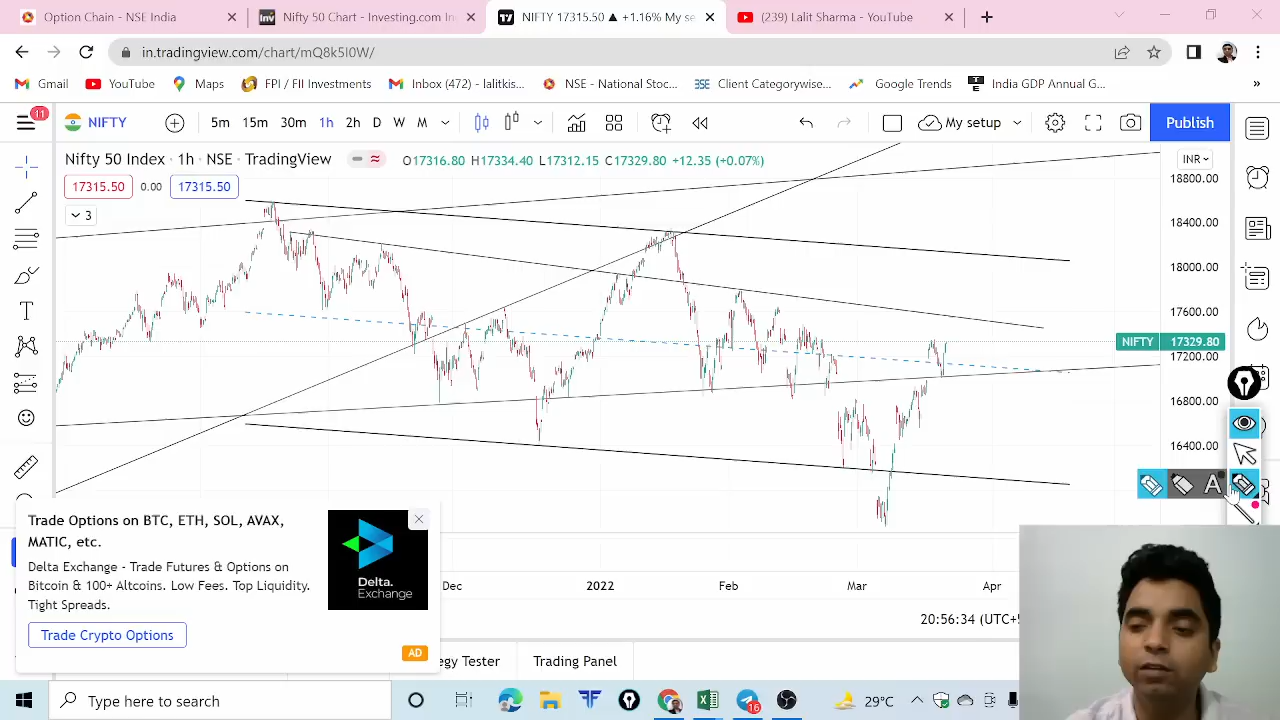 Option Chain - NSE India
Nifty 50 Chart - Investing.com In
NIFTY 17315.50 ▲ +1.16% My se
(239) Lalit Sharma - YouTube
in.tradingview.com/chart/mQ8k5l0W/
Gmail
YouTube
Maps
FPI / FII Investments
Inbox (472) - lalitkis...
NSE - National Stoc...
Client Categorywise...
Google Trends
India GDP Annual G...
»
11
NIFTY
5m 15m 30m 1h 2h D W M
My setup
Publish
Nifty 50 Index · 1h · NSE · TradingView
O17316.80 H17334.40 L17312.15 C17329.80 +12.35 (+0.07%)
INR
17315.50 0.00 17315.50
3
18800.00
18400.00
18000.00
17600.00
NIFTY 17329.80
17200.00
16800.00
16400.00
A
Trade Options on BTC, ETH, SOL, AVAX,
MATIC, etc.
Delta Exchange - Trade Futures & Options on
Bitcoin & 100+ Altcoins. Low Fees. Top Liquidity.
Tight Spreads.
Delta.
Exchange
Trade Crypto Options
AD
Dec 2022 Feb Mar Apr
20:56:34 (UTC+5
egy Tester
Trading Panel
Type here to search
16
29°C